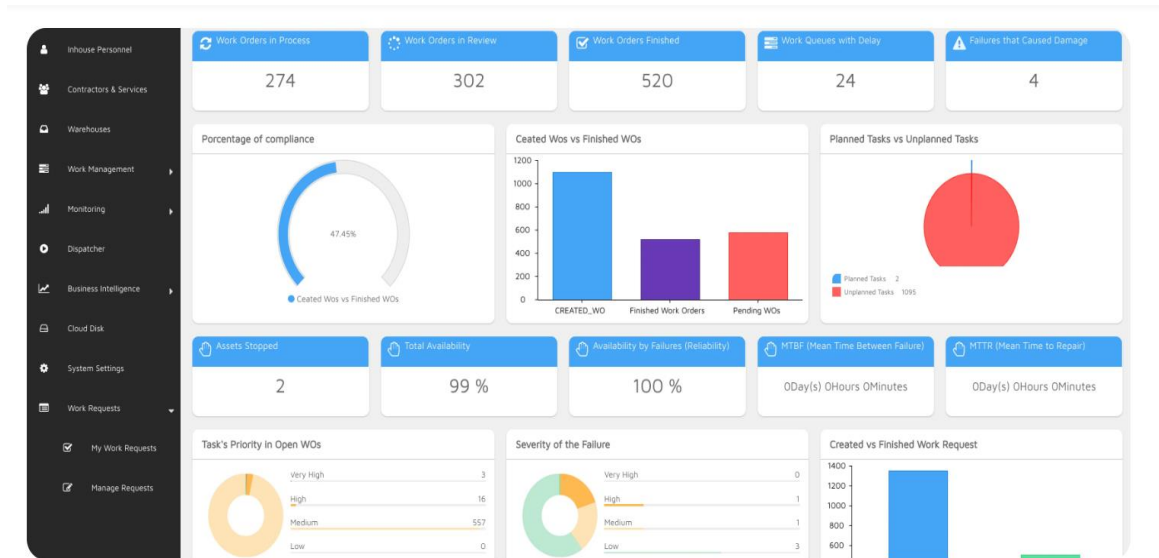 Inhouse Personnel
Contractors & Services
Warehouses
Work Management
Monitoring
Dispatcher
Business Intelligence
Cloud Disk
System Settings
Work Requests
My Work Requests
Manage Requests
Work Orders in Process
274
Work Orders in Review
302
Work Orders Finished
520
Work Queues with Delay
24
Failures that Caused Damage
4
Porcentage of compliance
47.45%
Ceated Wos vs Finished WOs
Ceated Wos vs Finished WOs
1200
1000
800
600
400
200
0
CREATED_WO
Finished Work Orders
Pending WOs
Planned Tasks vs Unplanned Tasks
Planned Tasks 2
Unplanned Tasks 1095
Assets Stopped
2
Total Availability
99 %
Availability by Failures (Reliability)
100 %
MTBF (Mean Time Between Failure)
0Day(s) 0Hours 0Minutes
MTTR (Mean Time to Repair)
0Day(s) 0Hours 0Minutes
Task's Priority in Open WOs
Very High 3
High 16
Medium 557
Low 0
Severity of the Failure
Very High 0
High 1
Medium 1
Low 3
Created vs Finished Work Request
1400
1200
1000
800
600